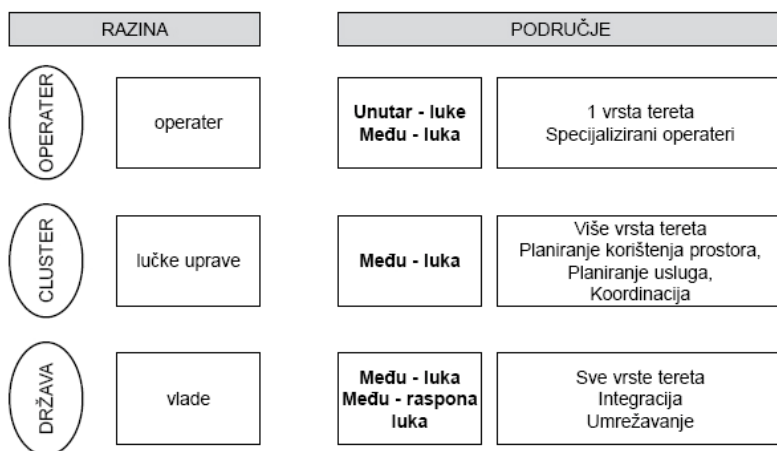 RAZINA
PODRUČJE
OPERATER
operater
Unutar - luke
Među - luka
1 vrsta tereta
Specijalizirani operateri
CLUSTER
lučke uprave
Među - luka
Više vrsta tereta
Planiranje korištenja prostora,
Planiranje usluga,
Koordinacija
DRŽAVA
vlade
Među - luka
Među - raspona
luka
Sve vrste tereta
Integracija
Umrežavanje